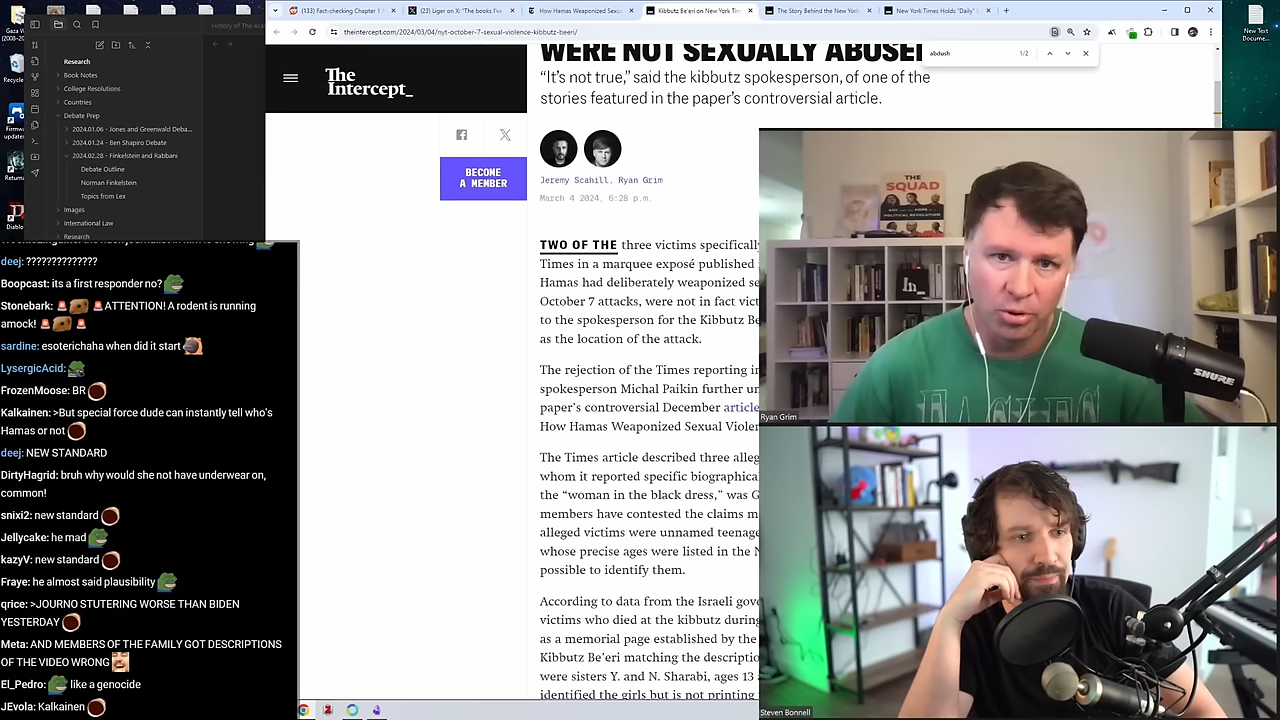 (133) Fact-checking Chapter 1
(23) Liger on X: "The books I've
How Hamas Weaponized Sexu
Kibbutz Be'eri on New York Tim
The Story Behind the New York
New York Times Holds "Daily"
theintercept.com/2024/03/04/nyt-october-7-sexual-violence-kibbutz-beeri/
abdush
1/2
New Text
Docume...
Research
Book Notes
College Resolutions
Countries
Debate Prep
2024.01.06 - Jones and Greenwald Deba...
2024.01.24 - Ben Shapiro Debate
2024.02.28 - Finkelstein and Rabbani
Debate Outline
Norman Finkelstein
Topics from Lex
Images
International Law
Research
deej: ??????????????
Boopcast: its a first responder no?
Stonebark: ATTENTION! A rodent is running
amock!
sardine: esoterichaha when did it start
LysergicAcid:
FrozenMoose: BR
Kalkainen: >But special force dude can instantly tell who's
Hamas or not
deej: NEW STANDARD
DirtyHagrid: bruh why would she not have underwear on,
common!
snixi2: new standard
Jellycake: he mad
kazyV: new standard
Fraye: he almost said plausibility
qrice: >JOURNO STUTERING WORSE THAN BIDEN
YESTERDAY
Meta: AND MEMBERS OF THE FAMILY GOT DESCRIPTIONS
OF THE VIDEO WRONG
El_Pedro: like a genocide
JEvola: Kalkainen
The
Intercept_
BECOME
A MEMBER
WERE NOT SEXUALLY ABUSE
"It's not true," said the kibbutz spokesperson, of one of the
stories featured in the paper's controversial article.
Jeremy Scahill, Ryan Grim
March 4 2024, 6:28 p.m.
TWO OF THE three victims specifically
Times in a marquee exposé published
Hamas had deliberately weaponized se
October 7 attacks, were not in fact vict
to the spokesperson for the Kibbutz Be
as the location of the attack.
The rejection of the Times reporting in
spokesperson Michal Paikin further un
paper's controversial December article
How Hamas Weaponized Sexual Violen
The Times article described three alleg
whom it reported specific biographical
the "woman in the black dress," was G
members have contested the claims m
alleged victims were unnamed teenage
whose precise ages were listed in the N
possible to identify them.
According to data from the Israeli gove
victims who died at the kibbutz during
as a memorial page established by the
Kibbutz Be'eri matching the descriptio
were sisters Y. and N. Sharabi, ages 13
identified the girls but is not printing
THE
SQUAD
In_
SHURE
Ryan Grim
Steven Bonnell